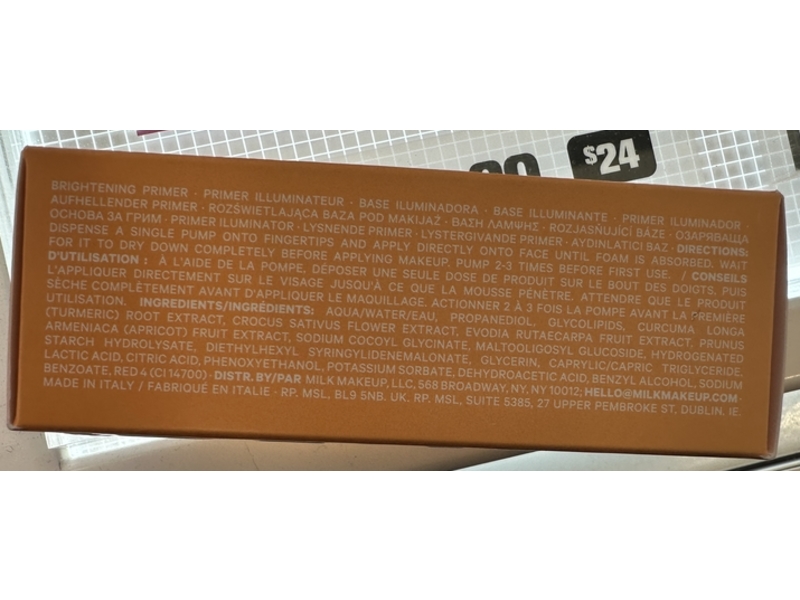 $24
BRIGHTENING PRIMER · PRIMER ILLUMINATEUR · BASE ILUMINADORA · BASE ILLUMINANTE · PRIMER ILUMINADOR ·
AUFHELLENDER PRIMER · ROZŚWIETLAJĄCA BAZA POD MAKIJAŻ · ΒΑΣΗ ΛΑΜΨΗΣ · ROZJASŇUJÍCÍ BÁZE · ОЗАРЯВАЩА
ОСНОВА ЗА ГРИМ · PRIMER ILUMINATOR · LYSNENDE PRIMER · LYSTERGIVANDE PRIMER · AYDINLATICI BAZ · DIRECTIONS:
DISPENSE A SINGLE PUMP ONTO FINGERTIPS AND APPLY DIRECTLY ONTO FACE UNTIL FOAM IS ABSORBED. WAIT
FOR IT TO DRY DOWN COMPLETELY BEFORE APPLYING MAKEUP. PUMP 2-3 TIMES BEFORE FIRST USE. / CONSEILS
D'UTILISATION : À L'AIDE DE LA POMPE, DÉPOSER UNE SEULE DOSE DE PRODUIT SUR LE BOUT DES DOIGTS. PUIS
L'APPLIQUER DIRECTEMENT SUR LE VISAGE JUSQU'À CE QUE LA MOUSSE PÉNÈTRE. ATTENDRE QUE LE PRODUIT
SÈCHE COMPLÈTEMENT AVANT D'APPLIQUER LE MAQUILLAGE. ACTIONNER 2 À 3 FOIS LA POMPE AVANT LA PREMIÈRE
UTILISATION. INGREDIENTS/INGRÉDIENTS: AQUA/WATER/EAU, PROPANEDIOL, GLYCOLIPIDS, CURCUMA LONGA
(TURMERIC) ROOT EXTRACT, CROCUS SATIVUS FLOWER EXTRACT, EVODIA RUTAECARPA FRUIT EXTRACT, PRUNUS
ARMENIACA (APRICOT) FRUIT EXTRACT, SODIUM COCOYL GLYCINATE, MALTOOLIGOSYL GLUCOSIDE, HYDROGENATED
STARCH HYDROLYSATE, DIETHYLHEXYL SYRINGYLIDENEMALONATE, GLYCERIN, CAPRYLIC/CAPRIC TRIGLYCERIDE,
LACTIC ACID, CITRIC ACID, PHENOXYETHANOL, POTASSIUM SORBATE, DEHYDROACETIC ACID, BENZYL ALCOHOL, SODIUM
BENZOATE, RED 4 (CI 14700) · DISTR. BY/PAR MILK MAKEUP, LLC, 568 BROADWAY, NY, NY 10012; HELLO@MILKMAKEUP.COM ·
MADE IN ITALY / FABRIQUÉ EN ITALIE · RP. MSL, BL9 5NB. UK. RP. MSL, SUITE 5385, 27 UPPER PEMBROKE ST, DUBLIN. IE.